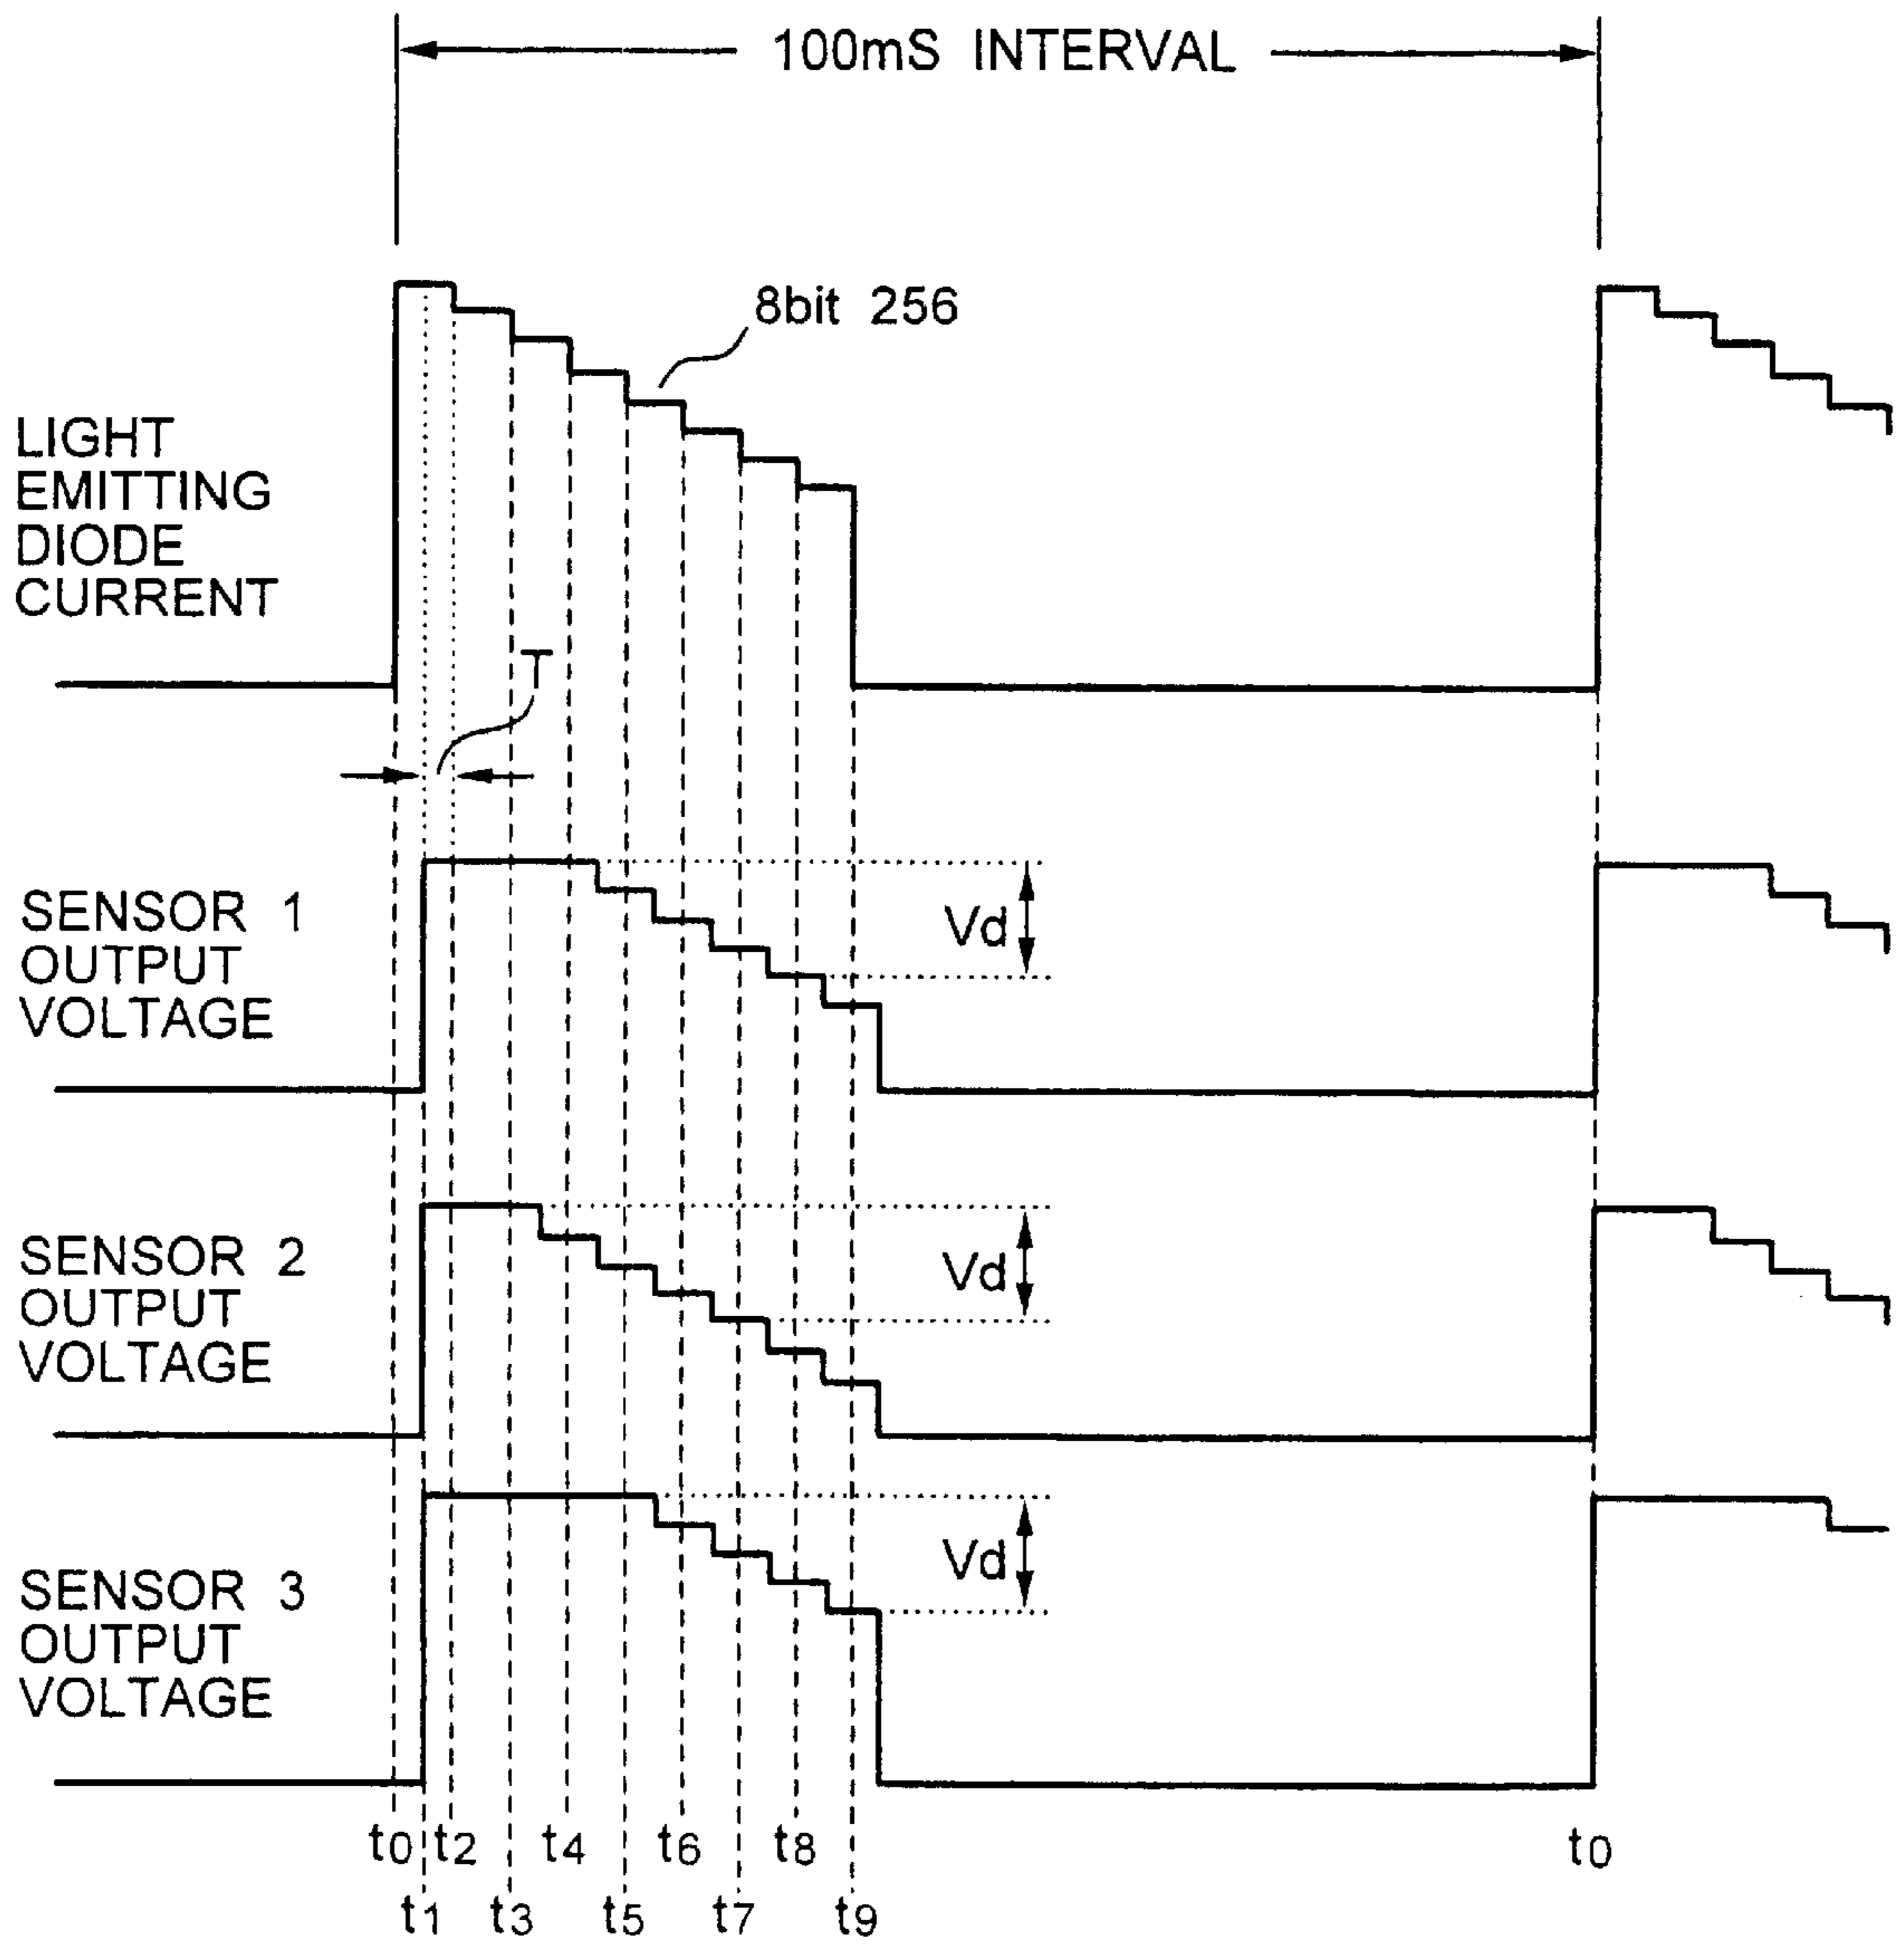 100mS INTERVAL
8bit 256
LIGHT
EMITTING
DIODE
CURRENT
T
SENSOR 1
OUTPUT
VOLTAGE
Vd
SENSOR 2
OUTPUT
VOLTAGE
Vd
SENSOR 3
OUTPUT
VOLTAGE
Vd
t0 t2 t4 t6 t8 t0
t1 t3 t5 t7 t9